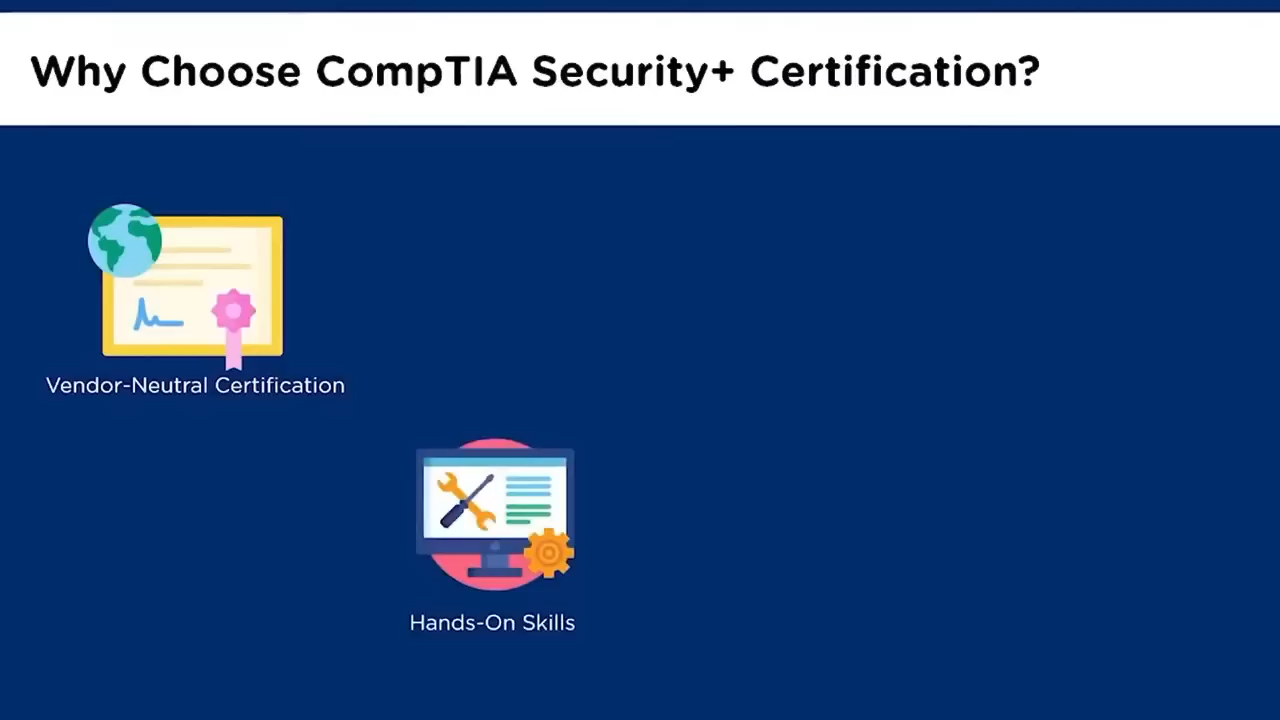 Why Choose CompTIA Security+ Certification?
Vendor-Neutral Certification
Hands-On Skills